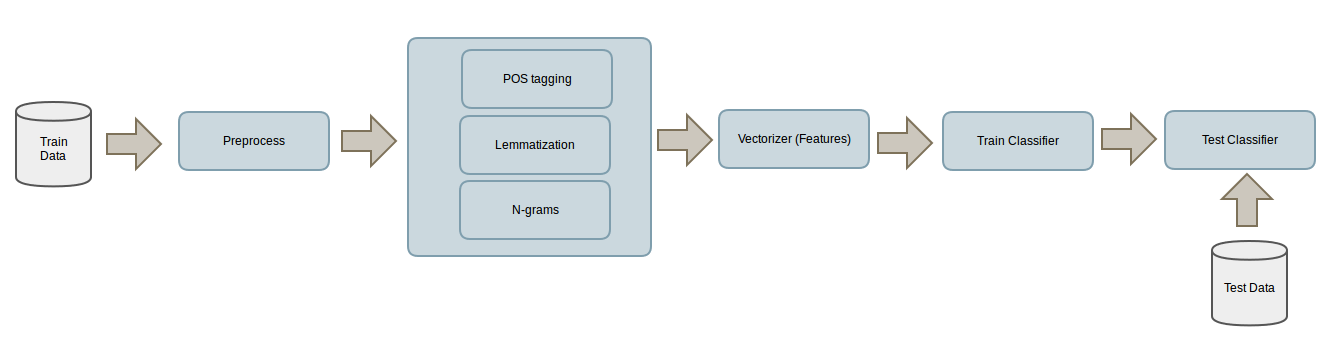 Train
Data
Preprocess
POS tagging
Lemmatization
N-grams
Vectorizer (Features)
Train Classifier
Test Classifier
Test Data